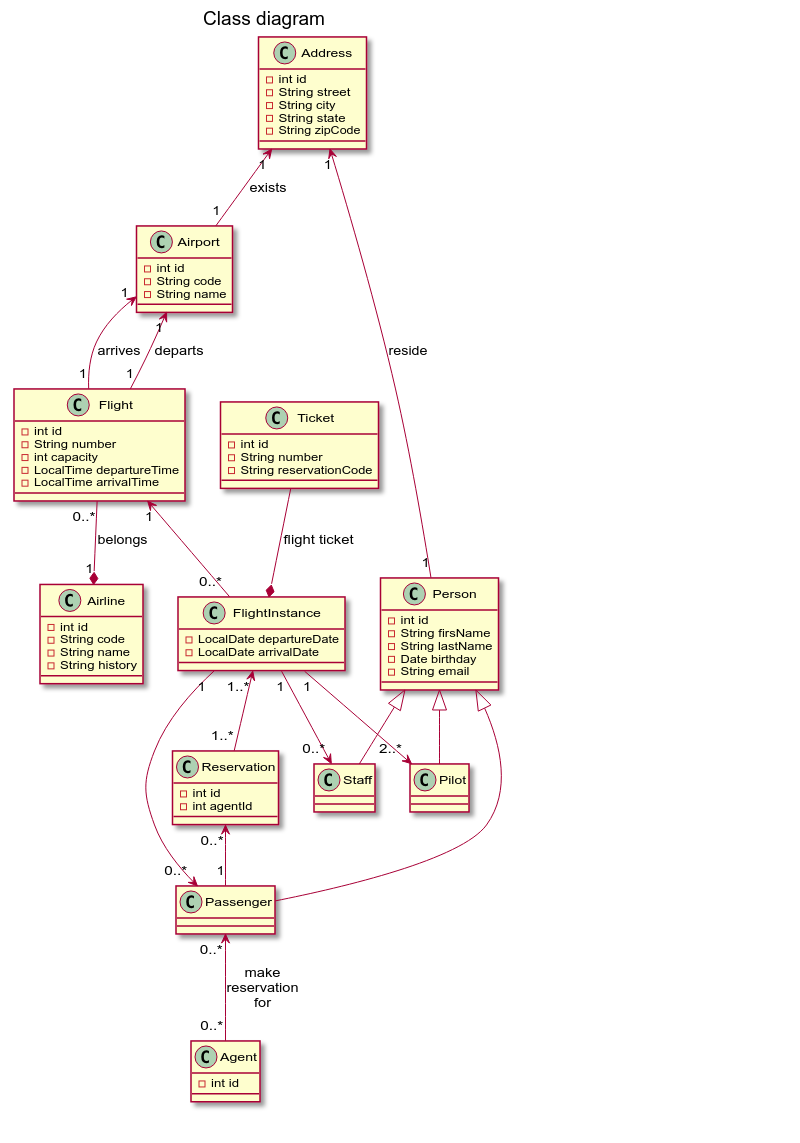 Class diagram
C Address
int id
String street
String city
String state
String zipCode
1
1
exists
1
C Airport
int id
String code
String name
1
1
arrives
departs
reside
1
1
C Flight
int id
String number
int capacity
LocalTime departureTime
LocalTime arrivalTime
C Ticket
int id
String number
String reservationCode
0..*
1
belongs
flight ticket
1
0..*
1
C Airline
int id
String code
String name
String history
C FlightInstance
LocalDate departureDate
LocalDate arrivalDate
C Person
int id
String firsName
String lastName
Date birthday
String email
1
1..*
1
1
1..*
0..*
2..*
C Reservation
int id
int agentId
C Staff
C Pilot
0..*
0..*
1
C Passenger
0..*
make
reservation
for
0..*
C Agent
int id